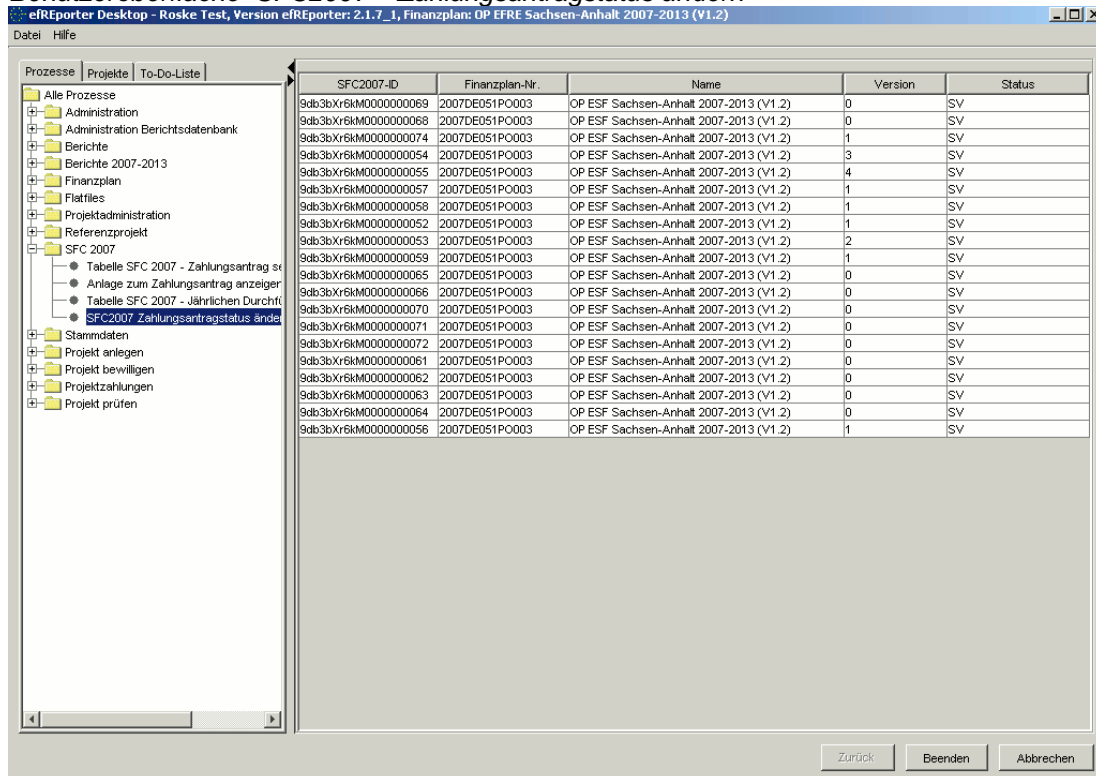 Benutzeroberfläche "SFC2007 - Zahlungsantragstatus ändern"
efREporter Desktop - Roske Test, Version efREporter: 2.1.7_1, Finanzplan: OP EFRE Sachsen-Anhalt 2007-2013 (V1.2)
Datei Hilfe
Prozesse Projekte To-Do-Liste
Alle Prozesse
Administration
Administration Berichtsdatenbank
Berichte
Berichte 2007-2013
Finanzplan
Flatfiles
Projektadministration
Referenzprojekt
SFC 2007
Tabelle SFC 2007 - Zahlungsantrag se
Anlage zum Zahlungsantrag anzeigen
Tabelle SFC 2007 - Jährlichen Durchfü
SFC2007 Zahlungsantragstatus änder
Stammdaten
Projekt anlegen
Projekt bewilligen
Projektzahlungen
Projekt prüfen
SFC2007-ID Finanzplan-Nr. Name Version Status
9db3bXr6kM0000000069 2007DE051PO003 OP ESF Sachsen-Anhalt 2007-2013 (V1.2) 0 SV
9db3bXr6kM0000000068 2007DE051PO003 OP ESF Sachsen-Anhalt 2007-2013 (V1.2) 0 SV
9db3bXr6kM0000000074 2007DE051PO003 OP ESF Sachsen-Anhalt 2007-2013 (V1.2) 1 SV
9db3bXr6kM0000000054 2007DE051PO003 OP ESF Sachsen-Anhalt 2007-2013 (V1.2) 3 SV
9db3bXr6kM0000000055 2007DE051PO003 OP ESF Sachsen-Anhalt 2007-2013 (V1.2) 4 SV
9db3bXr6kM0000000057 2007DE051PO003 OP ESF Sachsen-Anhalt 2007-2013 (V1.2) 1 SV
9db3bXr6kM0000000058 2007DE051PO003 OP ESF Sachsen-Anhalt 2007-2013 (V1.2) 1 SV
9db3bXr6kM0000000052 2007DE051PO003 OP ESF Sachsen-Anhalt 2007-2013 (V1.2) 1 SV
9db3bXr6kM0000000053 2007DE051PO003 OP ESF Sachsen-Anhalt 2007-2013 (V1.2) 2 SV
9db3bXr6kM0000000059 2007DE051PO003 OP ESF Sachsen-Anhalt 2007-2013 (V1.2) 1 SV
9db3bXr6kM0000000065 2007DE051PO003 OP ESF Sachsen-Anhalt 2007-2013 (V1.2) 0 SV
9db3bXr6kM0000000066 2007DE051PO003 OP ESF Sachsen-Anhalt 2007-2013 (V1.2) 0 SV
9db3bXr6kM0000000070 2007DE051PO003 OP ESF Sachsen-Anhalt 2007-2013 (V1.2) 0 SV
9db3bXr6kM0000000071 2007DE051PO003 OP ESF Sachsen-Anhalt 2007-2013 (V1.2) 0 SV
9db3bXr6kM0000000072 2007DE051PO003 OP ESF Sachsen-Anhalt 2007-2013 (V1.2) 0 SV
9db3bXr6kM0000000061 2007DE051PO003 OP ESF Sachsen-Anhalt 2007-2013 (V1.2) 0 SV
9db3bXr6kM0000000062 2007DE051PO003 OP ESF Sachsen-Anhalt 2007-2013 (V1.2) 0 SV
9db3bXr6kM0000000063 2007DE051PO003 OP ESF Sachsen-Anhalt 2007-2013 (V1.2) 0 SV
9db3bXr6kM0000000064 2007DE051PO003 OP ESF Sachsen-Anhalt 2007-2013 (V1.2) 0 SV
9db3bXr6kM0000000056 2007DE051PO003 OP ESF Sachsen-Anhalt 2007-2013 (V1.2) 1 SV
Zurück Beenden Abbrechen